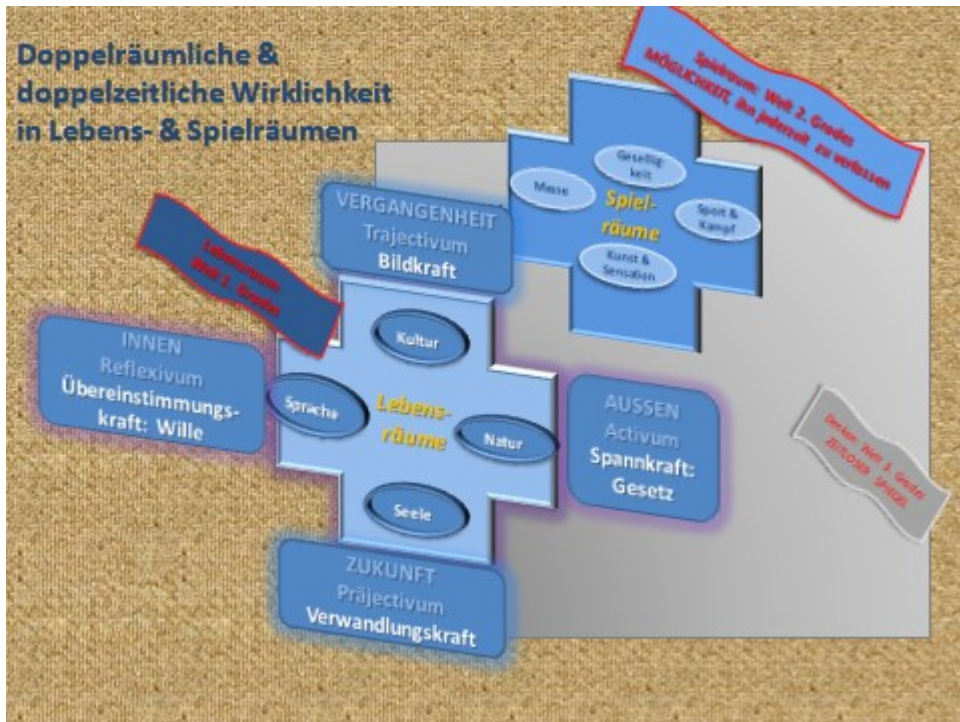 Doppelräumliche &
doppelzeitliche Wirklichkeit
in Lebens- & Spielräumen
Spielraum: Welt 2. Grades
MÖGLICHKEIT, ihn jederzeit zu verlassen
Gesellig-
keit
Messe
Spiel-
räume
Sport &
Kampf
Kunst &
Sensation
VERGANGENHEIT
Trajectivum
Bildkraft
Lebensraum:
Welt 1. Grades
Kultur
INNEN
Reflexivum
Übereinstimmungs-
kraft: Wille
Sprache
Lebens-
räume
Natur
AUSSEN
Activum
Spannkraft:
Gesetz
Seele
Denken: Welt 3. Grades
ZEITLOSER SPIEGEL
ZUKUNFT
Präjectivum
Verwandlungskraft